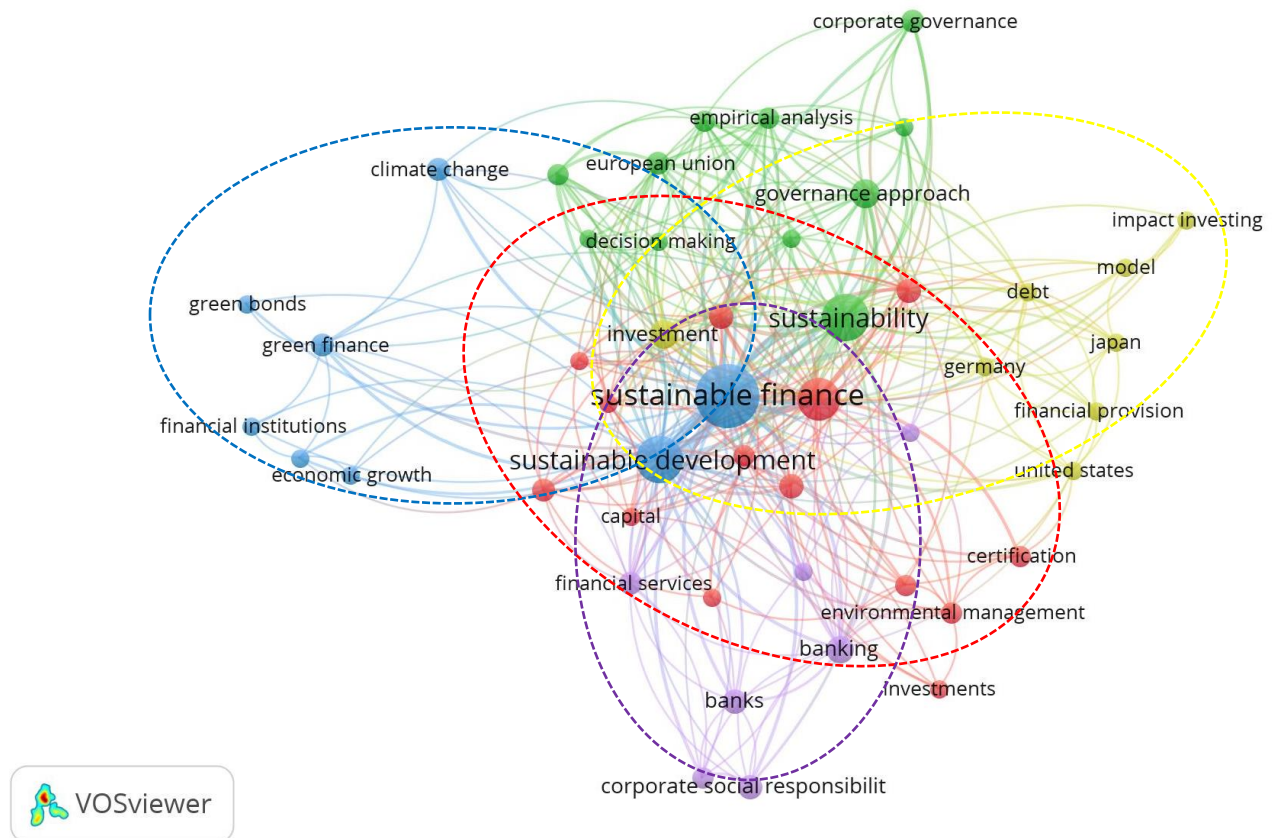 corporate governance
empirical analysis
european union
climate change
governance approach
impact investing
decision making
model
debt
green bonds
sustainability
investment
green finance
japan
germany
sustainable finance
financial provision
financial institutions
sustainable development
united states
economic growth
capital
certification
financial services
environmental management
banking
investments
banks
corporate social responsibilit
VOSviewer